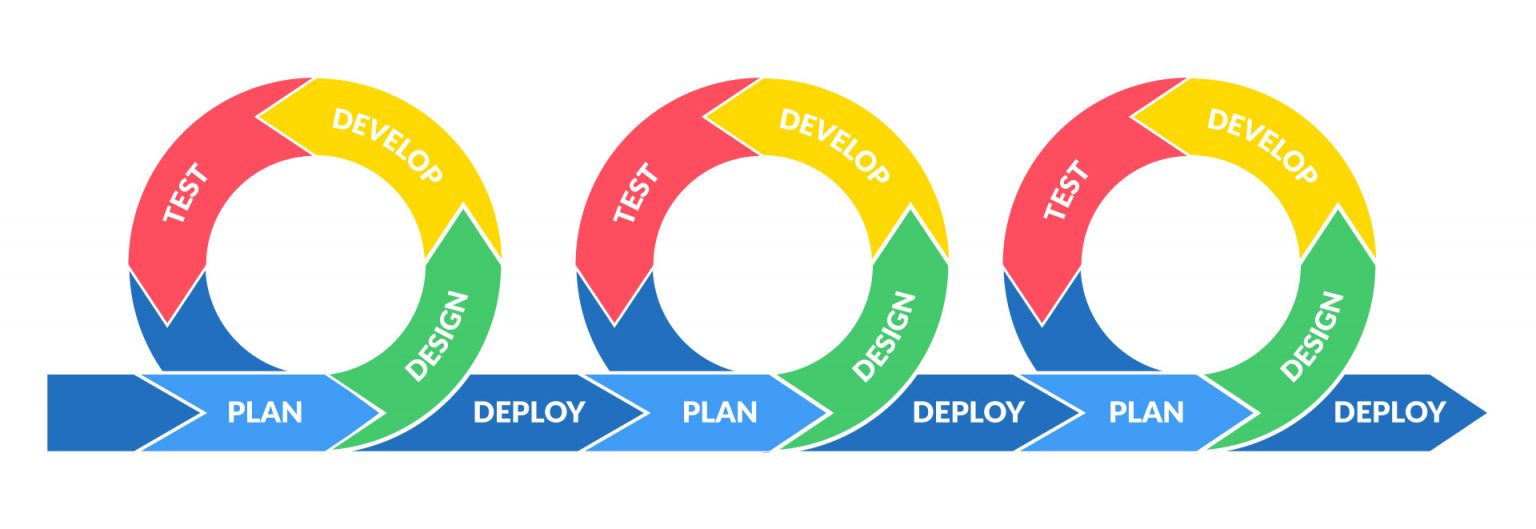 PLAN
DESIGN
DEVELOP
TEST
DEPLOY
PLAN
DESIGN
DEVELOP
TEST
DEPLOY
PLAN
DESIGN
DEVELOP
TEST
DEPLOY